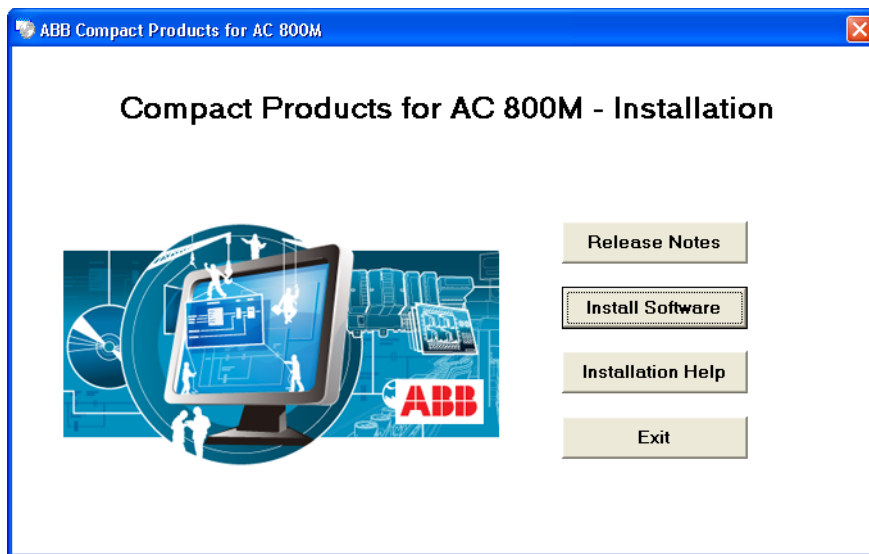 ABB Compact Products for AC 800M
Compact Products for AC 800M - Installation
Release Notes
Install Software
Installation Help
Exit
ABB